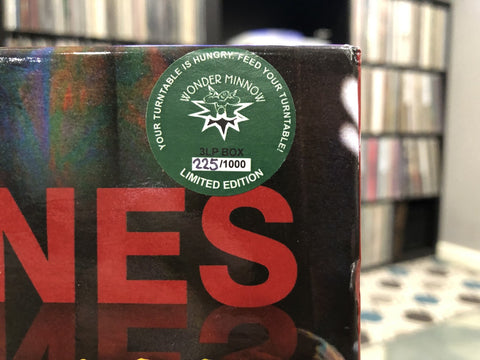 YOUR TURNTABLE IS HUNGRY. FEED YOUR TURNTABLE!
WONDER MINNOW
3LP BOX
225/1000
LIMITED EDITION
NES